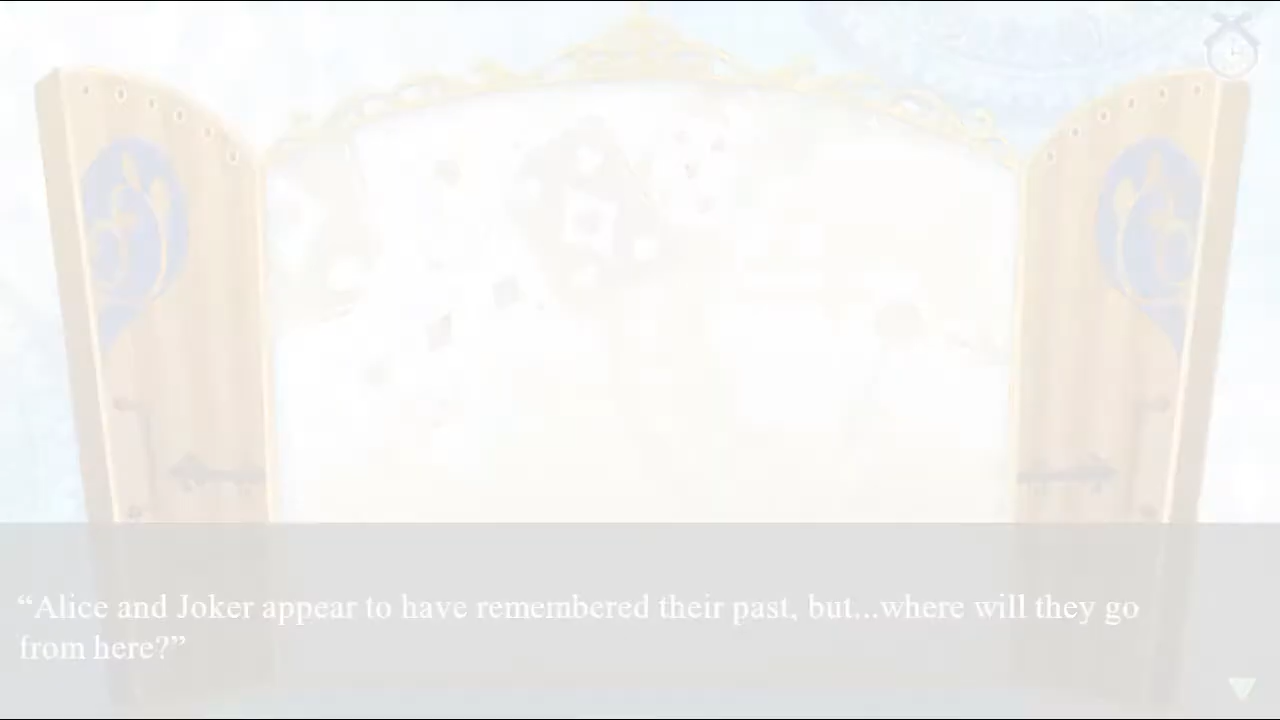 “Alice and Joker appear to have remembered their past, but...where will they go
from here?”